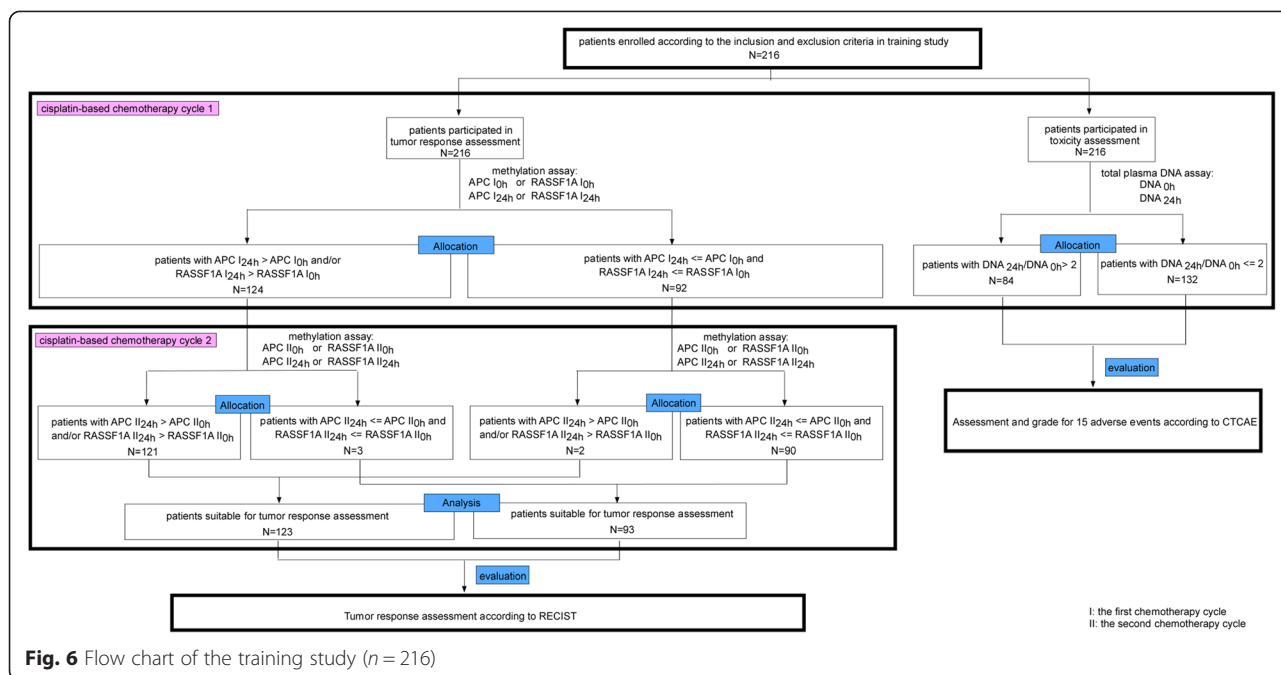 patients enrolled according to the inclusion and exclusion criteria in training study
N=216
cisplatin-based chemotherapy cycle 1
patients participated in
tumor response assessment
N=216
patients participated in
toxicity assessment
N=216
methylation assay:
APC I0h or RASSF1A I0h
APC I24h or RASSF1A I24h
total plasma DNA assay:
DNA 0h
DNA 24h
Allocation
patients with APC I24h > APC I0h and/or
RASSF1A I24h > RASSF1A I0h
N=124
patients with APC I24h <= APC I0h and
RASSF1A I24h <= RASSF1A I0h
N=92
Allocation
patients with DNA 24h/DNA 0h> 2
N=84
patients with DNA 24h/DNA 0h <= 2
N=132
cisplatin-based chemotherapy cycle 2
methylation assay:
APC II0h or RASSF1A II0h
APC II24h or RASSF1A II24h
methylation assay:
APC II0h or RASSF1A II0h
APC II24h or RASSF1A II24h
Allocation
patients with APC II24h > APC II0h
and/or RASSF1A II24h > RASSF1A II0h
N=121
patients with APC II24h <= APC II0h and
RASSF1A II24h <= RASSF1A II0h
N=3
Allocation
patients with APC II24h > APC II0h
and/or RASSF1A II24h > RASSF1A II0h
N=2
patients with APC II24h <= APC II0h and
RASSF1A II24h <= RASSF1A II0h
N=90
evaluation
Assessment and grade for 15 adverse events according to CTCAE
Analysis
patients suitable for tumor response assessment
N=123
patients suitable for tumor response assessment
N=93
evaluation
Tumor response assessment according to RECIST
I: the first chemotherapy cycle
II: the second chemotherapy cycle
Fig. 6 Flow chart of the training study (n = 216)